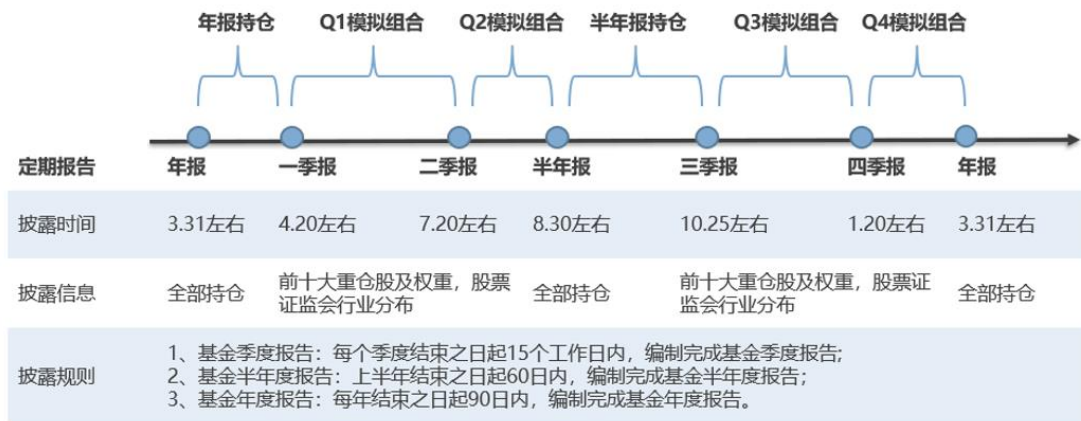 年报持仓 Q1模拟组合 Q2模拟组合 半年报持仓 Q3模拟组合 Q4模拟组合
定期报告 年报 一季报 二季报 半年报 三季报 四季报 年报
披露时间 3.31左右 4.20左右 7.20左右 8.30左右 10.25左右 1.20左右 3.31左右
披露信息 全部持仓 前十大重仓股及权重，股票证监会行业分布 全部持仓 前十大重仓股及权重，股票证监会行业分布 全部持仓
披露规则
1、基金季度报告：每个季度结束之日起15个工作日内，编制完成基金季度报告;
2、基金半年度报告：上半年结束之日起60日内，编制完成基金半年度报告;
3、基金年度报告：每年结束之日起90日内，编制完成基金年度报告。